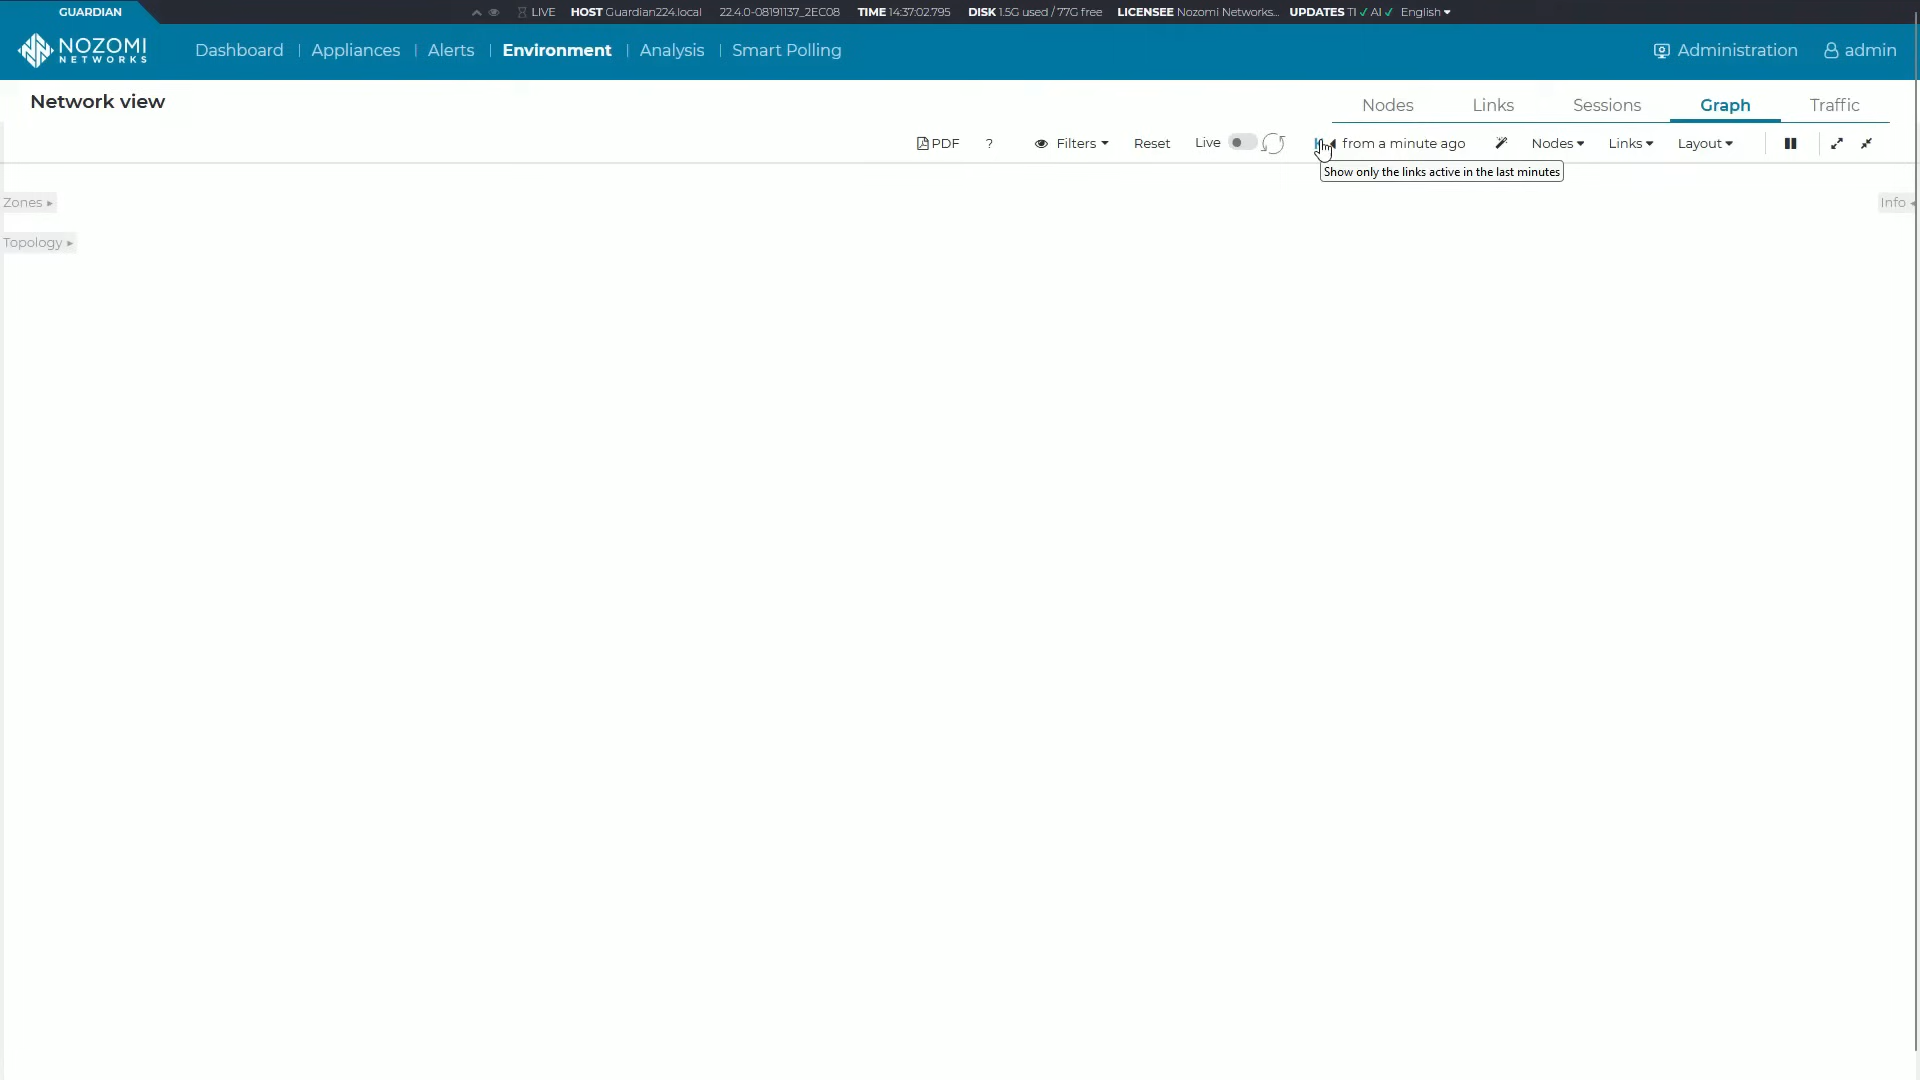 GUARDIAN LIVE HOST Guardian224.local 22.4.0-08191137_2EC08 TIME 14:37:02.795 DISK 1.5G used / 77G free LICENSEE Nozomi Networks... UPDATES TI ✓ AI ✓ English
NOZOMI
NETWORKS
Dashboard | Appliances | Alerts | Environment | Analysis | Smart Polling Administration admin
Network view
Nodes Links Sessions Graph Traffic
PDF ? Filters Reset Live from a minute ago Nodes Links Layout
Show only the links active in the last minutes
Zones Info
Topology